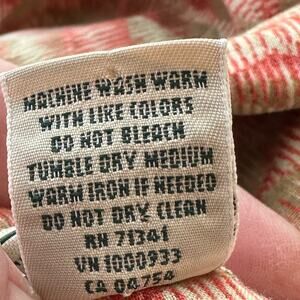 MACHINE WASH WARM
WITH LIKE COLORS
DO NOT BLEACH
TUMBLE DRY MEDIUM
WARM IRON IF NEEDED
DO NOT DRY CLEAN
RN 71341
VN 1000933
CA 04754